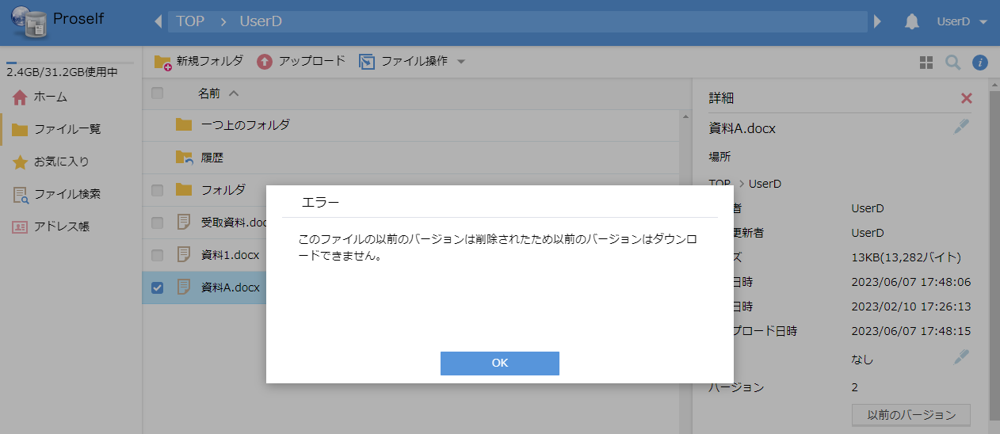 Proself
TOP > UserD
UserD
2.4GB/31.2GB使用中
ホーム
ファイル一覧
お気に入り
ファイル検索
アドレス帳
新規フォルダ アップロード ファイル操作
名前
一つ上のフォルダ
履歴
フォルダ
受取資料.doc
資料1.docx
資料A.docx
エラー
このファイルの以前のバージョンは削除されたため以前のバージョンはダウンロ
ードできません。
OK
詳細
資料A.docx
場所
TOP > UserD
者 UserD
更新者 UserD
ズ 13KB(13,282バイト)
日時 2023/06/07 17:48:06
日時 2023/02/10 17:26:13
プロード日時 2023/06/07 17:48:15
なし
バージョン 2
以前のバージョン